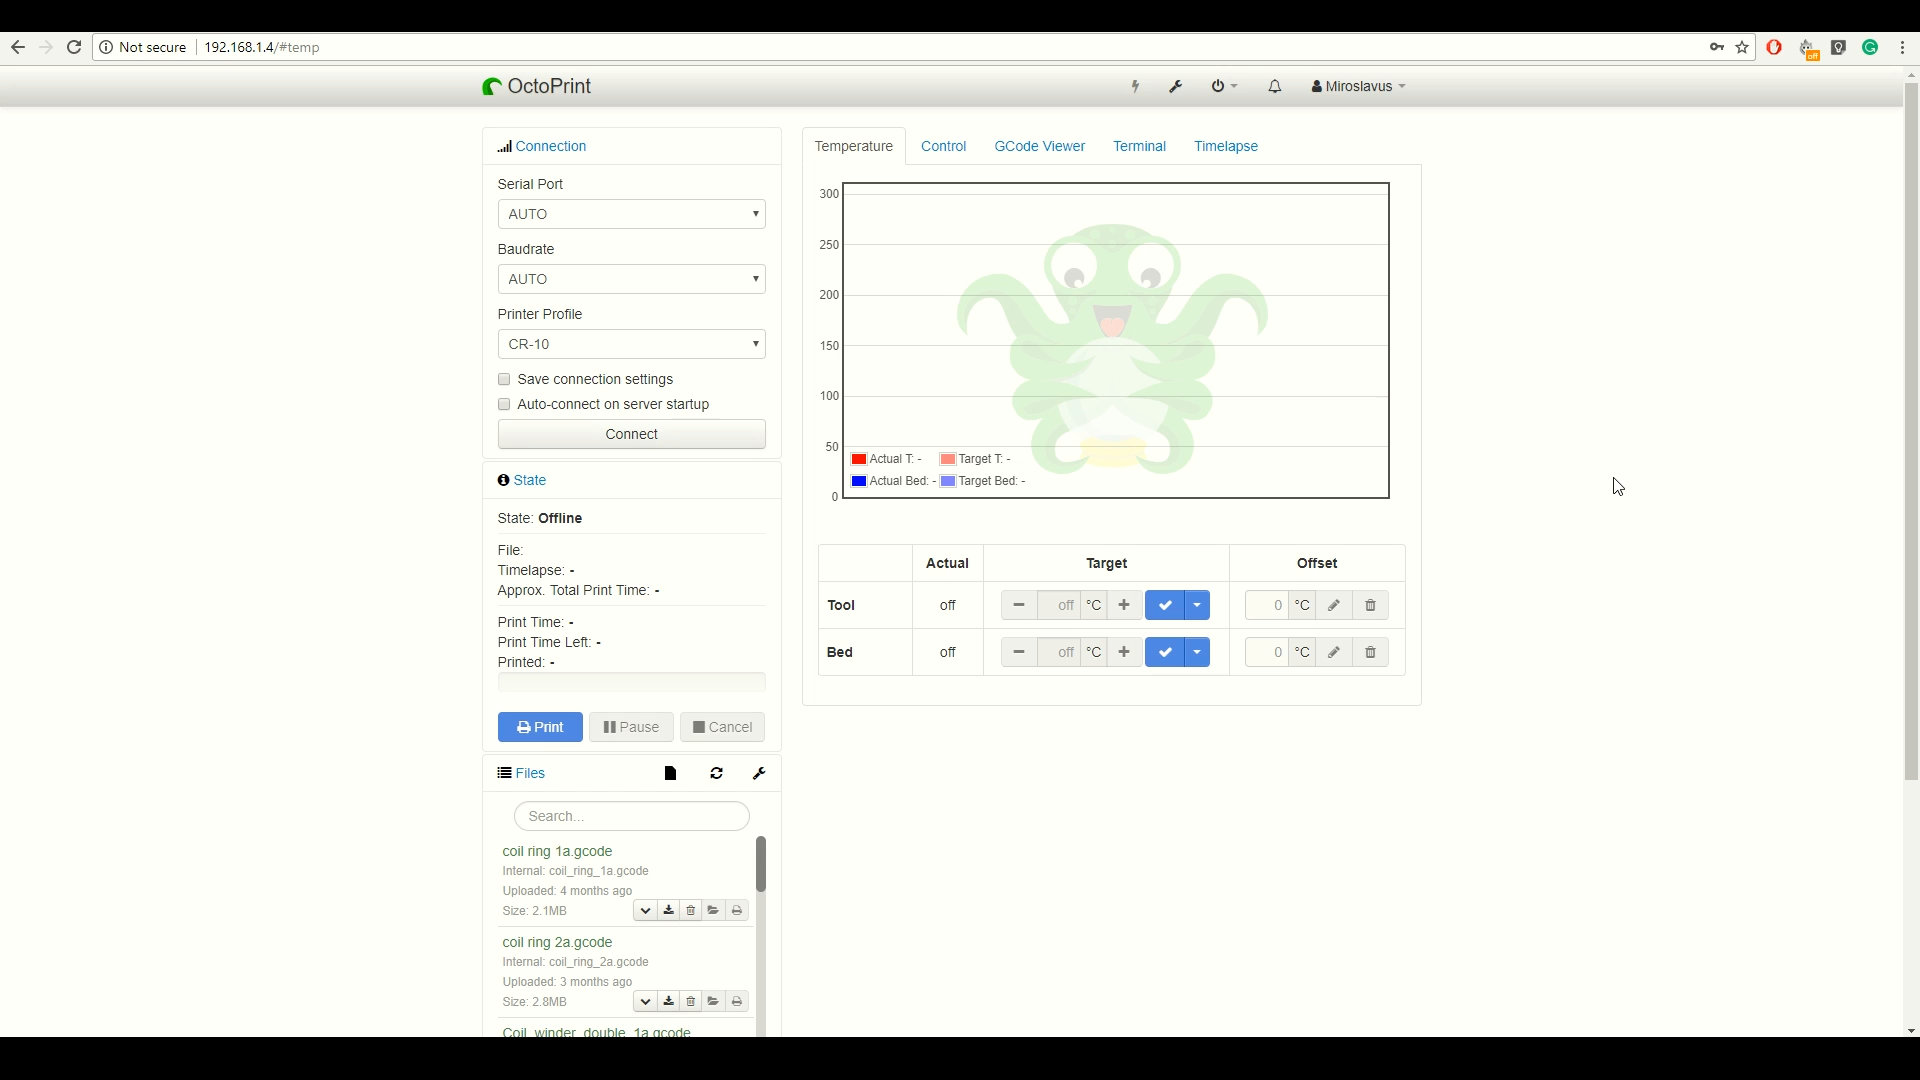 Not secure 192.168.1.4/#temp
off
OctoPrint
Miroslavus
Connection
Serial Port
AUTO
Baudrate
AUTO
Printer Profile
CR-10
Save connection settings
Auto-connect on server startup
Connect
State
State: Offline
File:
Timelapse: -
Approx. Total Print Time: -
Print Time: -
Print Time Left: -
Printed: -
Print Pause Cancel
Files
Search...
coil ring 1a.gcode
Internal: coil_ring_1a.gcode
Uploaded: 4 months ago
Size: 2.1MB
coil ring 2a.gcode
Internal: coil_ring_2a.gcode
Uploaded: 3 months ago
Size: 2.8MB
Coil_winder_double_1a.gcode
Temperature Control GCode Viewer Terminal Timelapse
300
250
200
150
100
50
0
Actual T: - Target T: -
Actual Bed: - Target Bed: -
Actual Target Offset
Tool off off °C 0 °C
Bed off off °C 0 °C